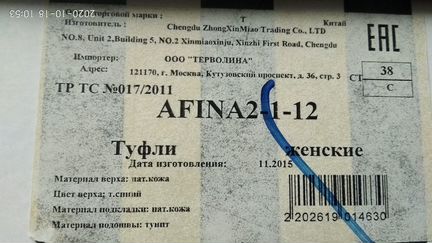 10:53 2020-10-18
торговой марки :
T
Китай
Chengdu ZhongXinMiao Trading Co., LTD
NO.8, Unit 2,Building 5, NO.2 Xinmiaoxinju, Xinzhi First Road, Chengdu
EAC
Импортер: ООО "ТЕРВОЛИНА"
Адрес: 121170, г. Москва, Кутузовский проспект, д. 36, стр. 3
СТ 38
С
ТР ТС №017/2011
AFINA2-1-12
Туфли женские
Дата изготовления: 11.2015
Материал верха: нат.кожа
Цвет верха: т.синий
Материал подкладки: нат.кожа
Материал подошвы: тунит
2 202619 014630